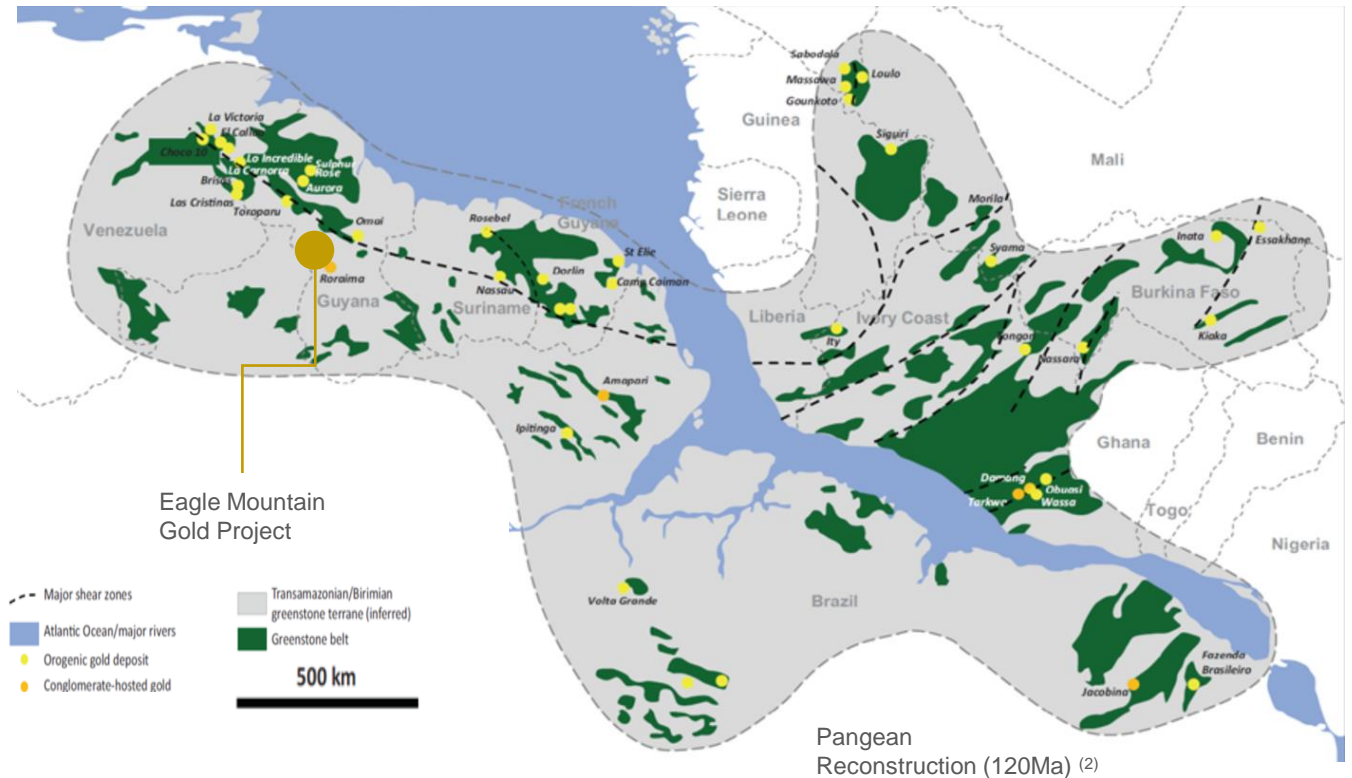 Sabodala
Massawa
Loulo
Gounkoto
Guinea
Siguiri
Mali
Sierra
Leone
Morila
Syama
Inata
Essakhane
Burkina Faso
Kiaka
Liberia
Ivory Coast
Ity
Tongon
Nassara
Ghana
Benin
Togo
Nigeria
Damang
Obuasi
Tarkwa
Wassa
La Victoria
El Callao
Choco 10
Lo Incredible
La Carnorra
Sulphur
Rose
Aurora
Brisas
Las Cristinas
Toroparu
Omai
Venezuela
Roraima
Guyana
Rosebel
French
Guyana
St Elie
Dorlin
Camp Caiman
Nassau
Suriname
Amapari
Ipitinga
Eagle Mountain
Gold Project
Volta Grande
Brazil
Fazenda
Brasileiro
Jacobina
Major shear zones
Atlantic Ocean/major rivers
Orogenic gold deposit
Conglomerate-hosted gold
Transamazonian/Birimian
greenstone terrane (inferred)
Greenstone belt
500 km
Pangean
Reconstruction (120Ma) (2)